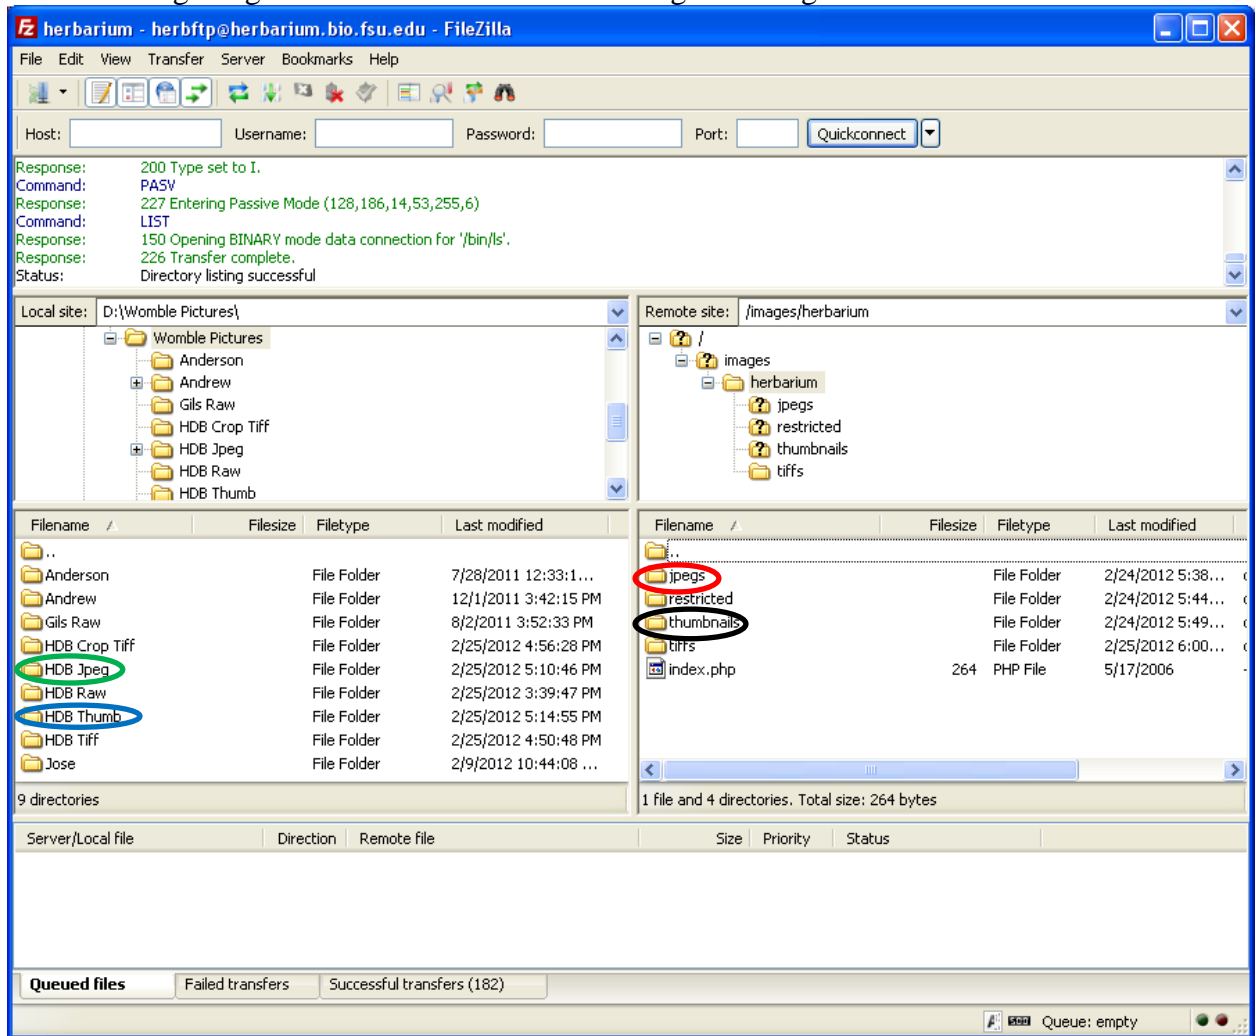 herbarium - herbftp@herbarium.bio.fsu.edu - FileZilla
File Edit View Transfer Server Bookmarks Help
Host: Username: Password: Port: Quickconnect
Response: 200 Type set to I.
Command: PASV
Response: 227 Entering Passive Mode (128,186,14,53,255,6)
Command: LIST
Response: 150 Opening BINARY mode data connection for '/bin/ls'.
Response: 226 Transfer complete.
Status: Directory listing successful
Local site: D:\Womble Pictures\
Womble Pictures
Anderson
Andrew
Gils Raw
HDB Crop Tiff
HDB Jpeg
HDB Raw
HDB Thumb
Remote site: /images/herbarium
/
images
herbarium
jpegs
restricted
thumbnails
tiffs
Filename Filesize Filetype Last modified
..
Anderson File Folder 7/28/2011 12:33:1...
Andrew File Folder 12/1/2011 3:42:15 PM
Gils Raw File Folder 8/2/2011 3:52:33 PM
HDB Crop Tiff File Folder 2/25/2012 4:56:28 PM
HDB Jpeg File Folder 2/25/2012 5:10:46 PM
HDB Raw File Folder 2/25/2012 3:39:47 PM
HDB Thumb File Folder 2/25/2012 5:14:55 PM
HDB Tiff File Folder 2/25/2012 4:50:48 PM
Jose File Folder 2/9/2012 10:44:08 ...
9 directories
Filename Filesize Filetype Last modified
..
jpegs File Folder 2/24/2012 5:38...
restricted File Folder 2/24/2012 5:44...
thumbnails File Folder 2/24/2012 5:49...
tiffs File Folder 2/25/2012 6:00...
index.php 264 PHP File 5/17/2006
1 file and 4 directories. Total size: 264 bytes
Server/Local file Direction Remote file Size Priority Status
Queued files Failed transfers Successful transfers (182)
Queue: empty